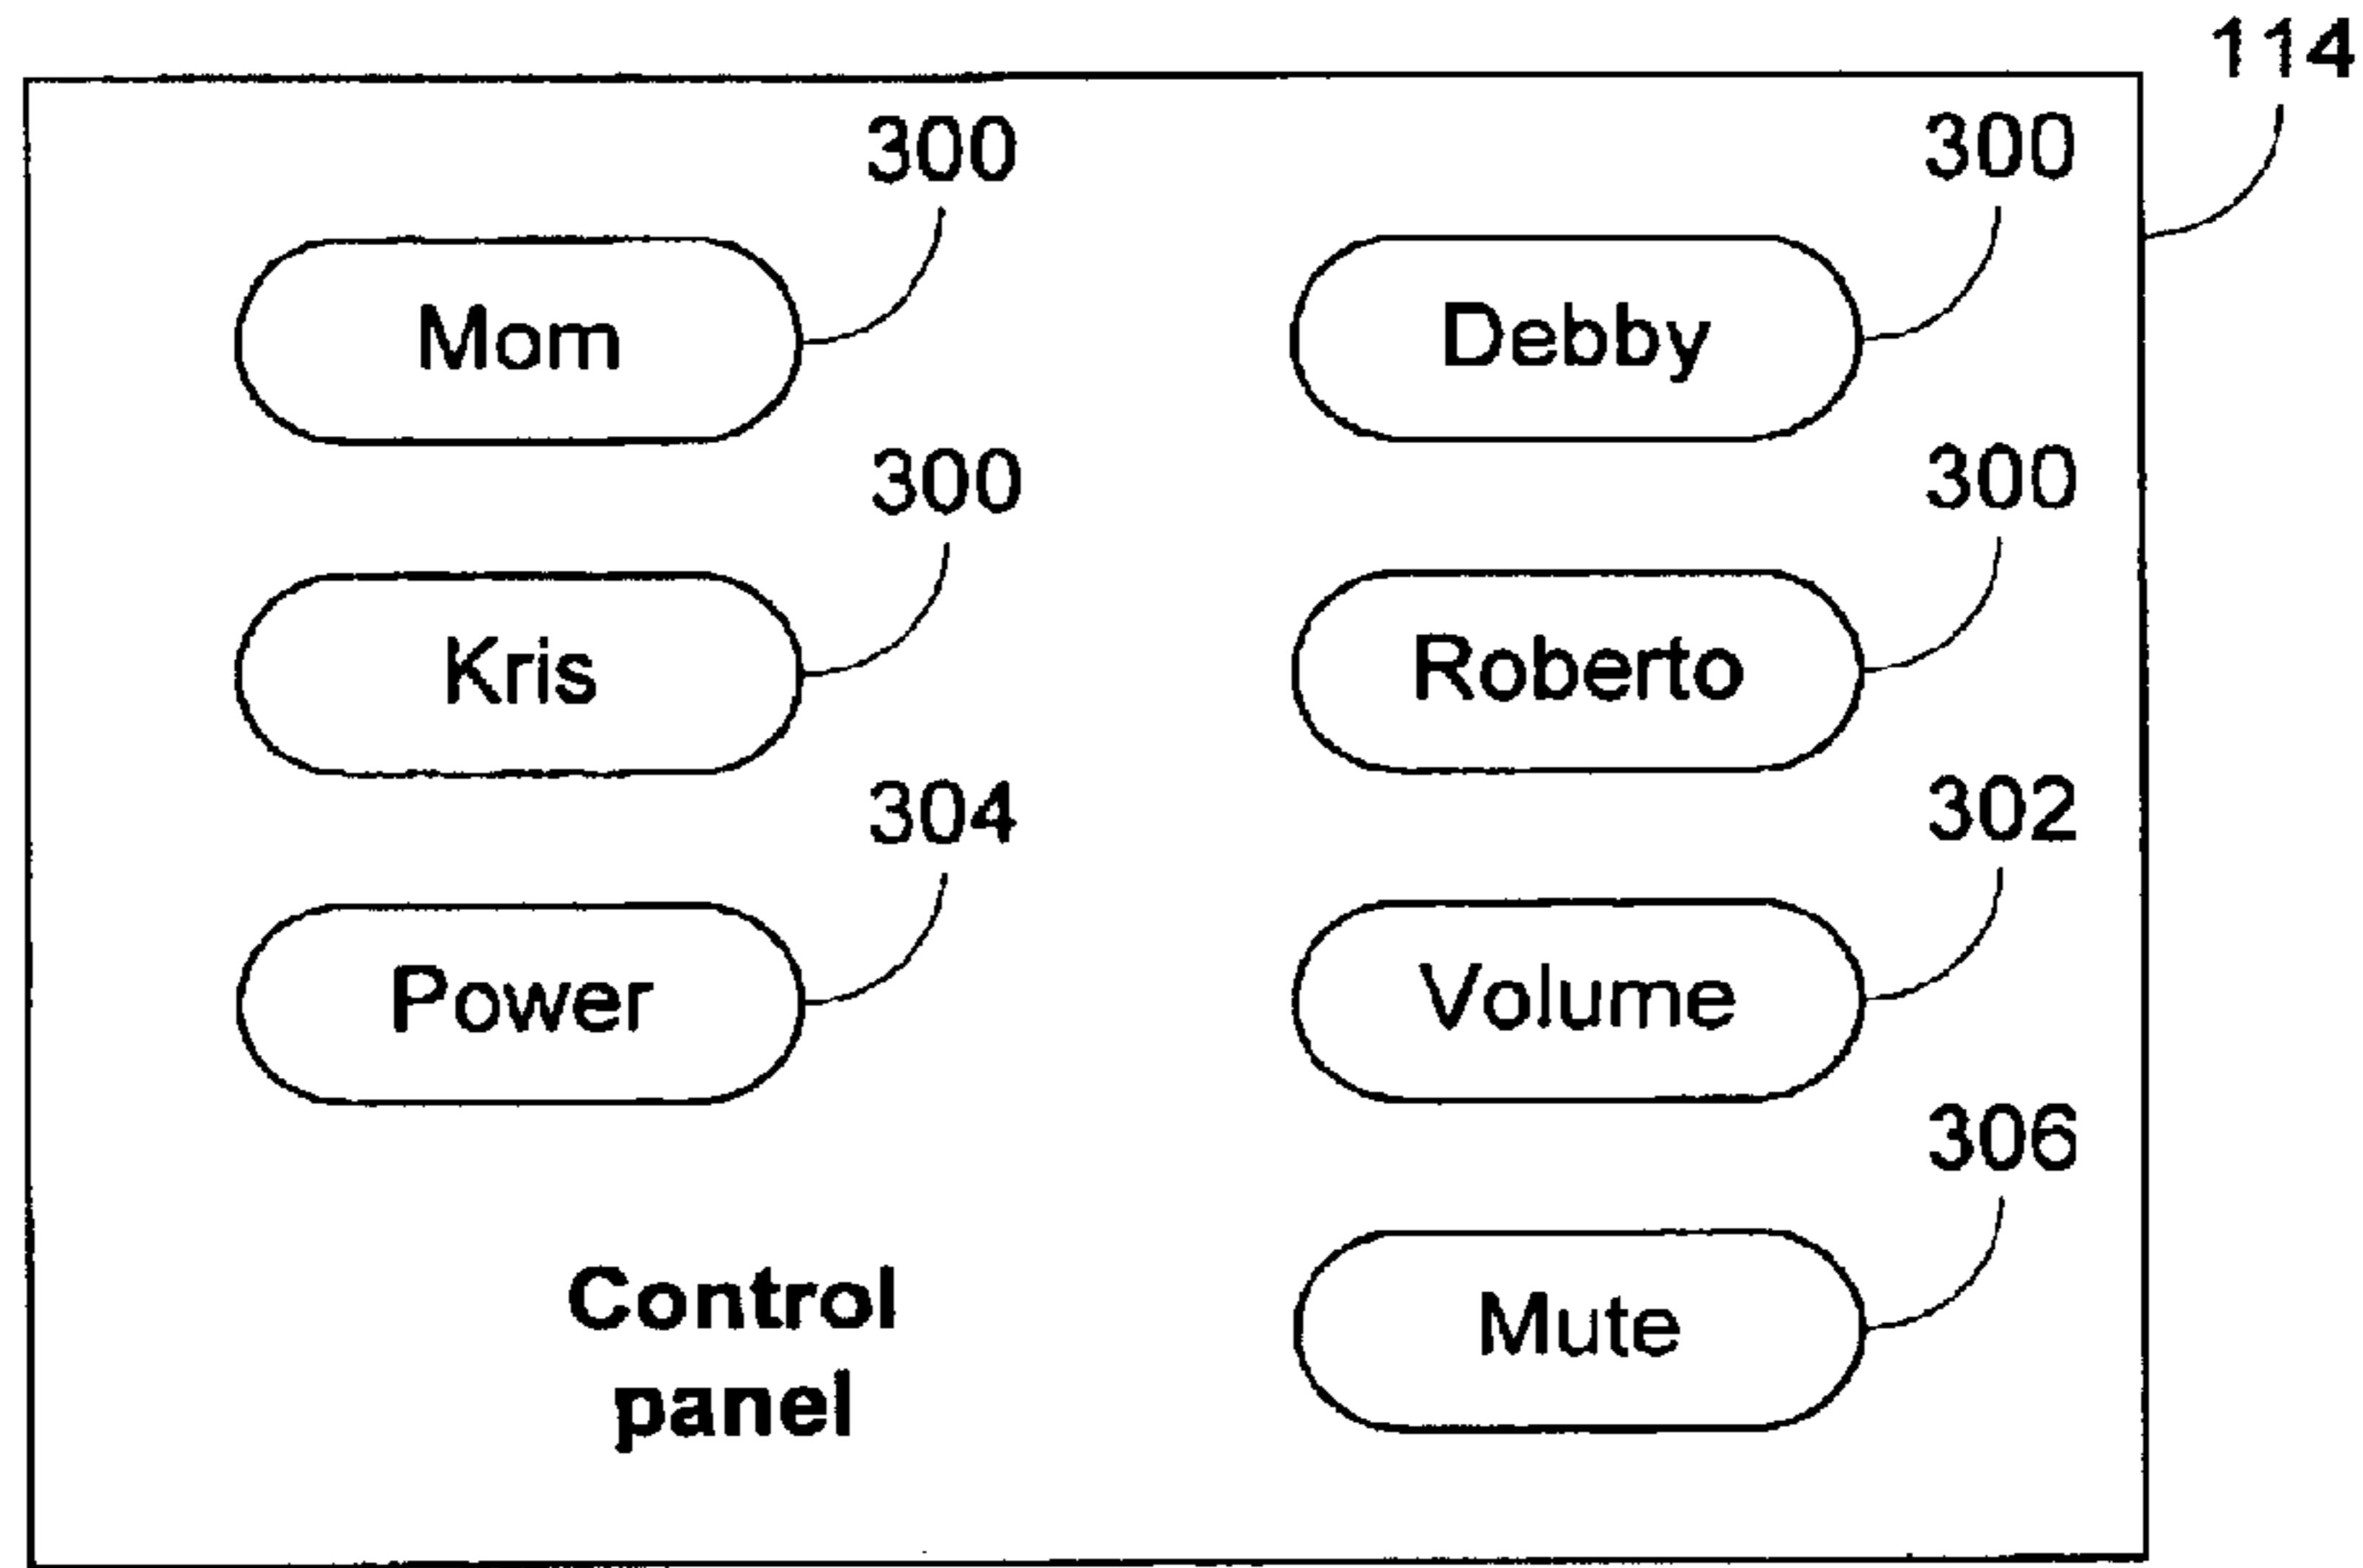 114
300 300
Mom Debby
300 300
Kris Roberto
304 302
Power Volume
306
Control Mute
panel